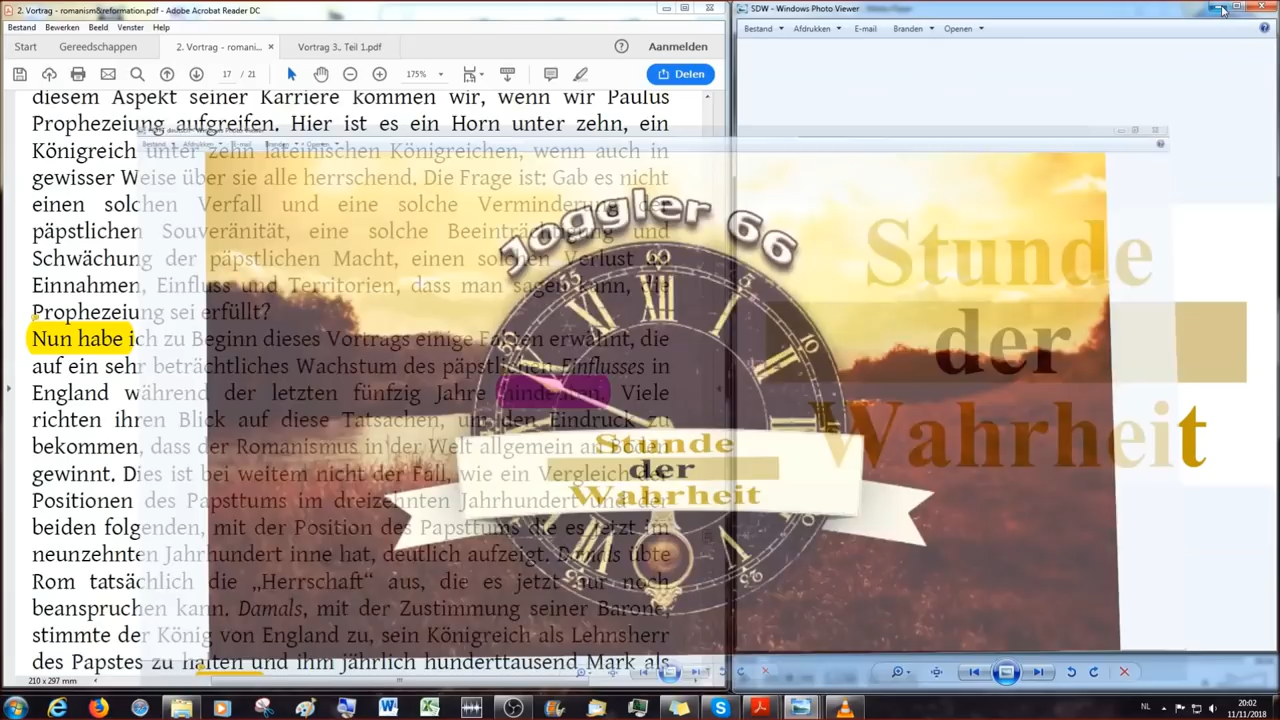 2. Vortrag - romanism&reformation.pdf - Adobe Acrobat Reader DC
Bestand Bewerken Beeld Venster Help
Start Gereedschappen 2. Vortrag - romani... × Vortrag 3.. Teil 1.pdf Aanmelden
17 / 21 175% Delen
diesem Aspekt seiner Karriere kommen wir, wenn wir Paulus
Prophezeiung aufgreifen. Hier ist es ein Horn unter zehn, ein
Königreich unter zehn lateinischen Königreichen, wenn auch in
gewisser Weise über sie alle herrschend. Die Frage ist: Gab es nicht
einen solchen Verfall und eine solche Verminderung der
päpstlichen Souveränität, eine solche Beeinträchtigung und
Schwächung der päpstlichen Macht, einen solchen Verlust an
Einnahmen, Einfluss und Territorien, dass man sagen kann, die
Prophezeiung sei erfüllt?
Nun habe ich zu Beginn dieses Vortrags einige Fakten erwähnt, die
auf ein sehr beträchtliches Wachstum des päpstlichen Einflusses in
England während der letzten fünfzig Jahre hindeuten. Viele
richten ihren Blick auf diese Tatsachen, um den Eindruck zu
bekommen, dass der Romanismus in der Welt allgemein an Boden
gewinnt. Dies ist bei weitem nicht der Fall, wie ein Vergleich der
Positionen des Papsttums im dreizehnten Jahrhundert und der
beiden folgenden, mit der Position des Papsttums die es jetzt im
neunzehnten Jahrhundert inne hat, deutlich aufzeigt. Damals übte
Rom tatsächlich die „Herrschaft“ aus, die es jetzt nur noch
beanspruchen kann. Damals, mit der Zustimmung seiner Barone,
stimmte der König von England zu, sein Königreich als Lehnsherr
des Papstes zu halten und ihm jährlich hunderttausend Mark als
210 x 297 mm
SDW - Windows Photo Viewer
Bestand Afdrukken E-mail Branden Openen
Joggler 66
60
XII
Stunde
der
Wahrheit
Stunde
der
Wahrheit
NL
20:02
11/11/2018